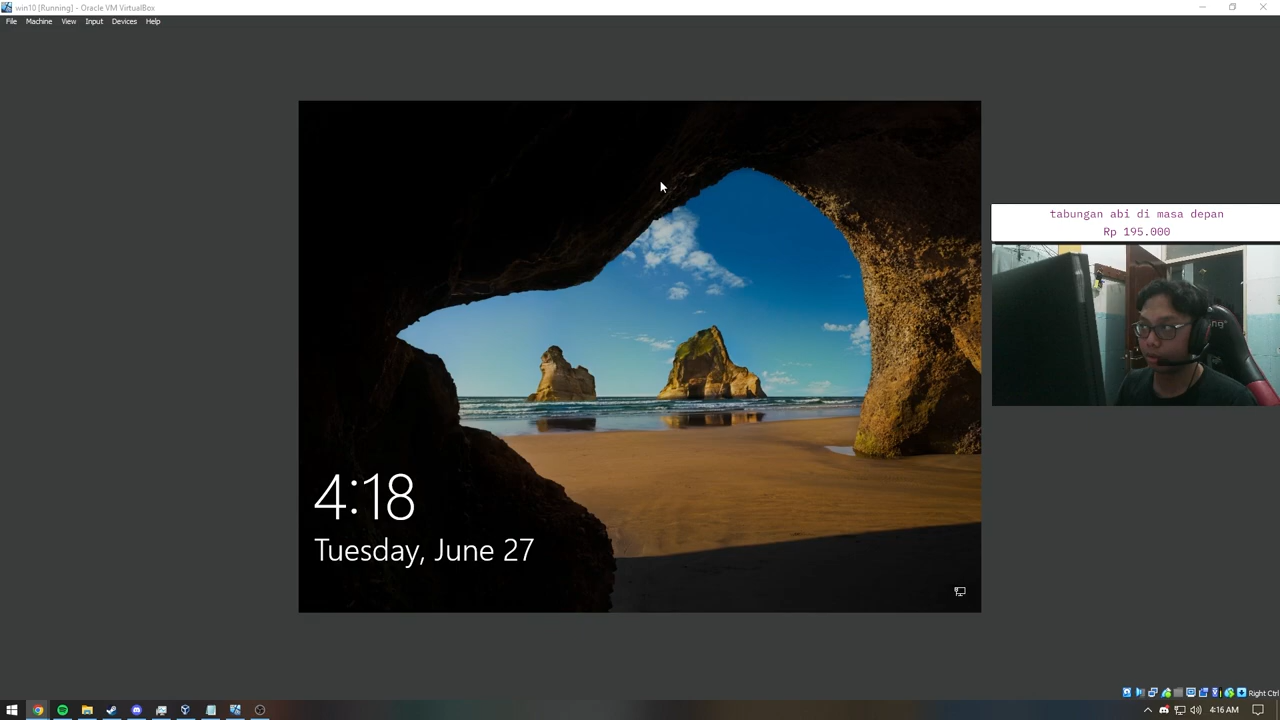 win10 [Running] - Oracle VM VirtualBox
File Machine View Input Devices Help
tabungan abi di masa depan
Rp 195.000
4:18
Tuesday, June 27
Right Ctrl
4:16 AM